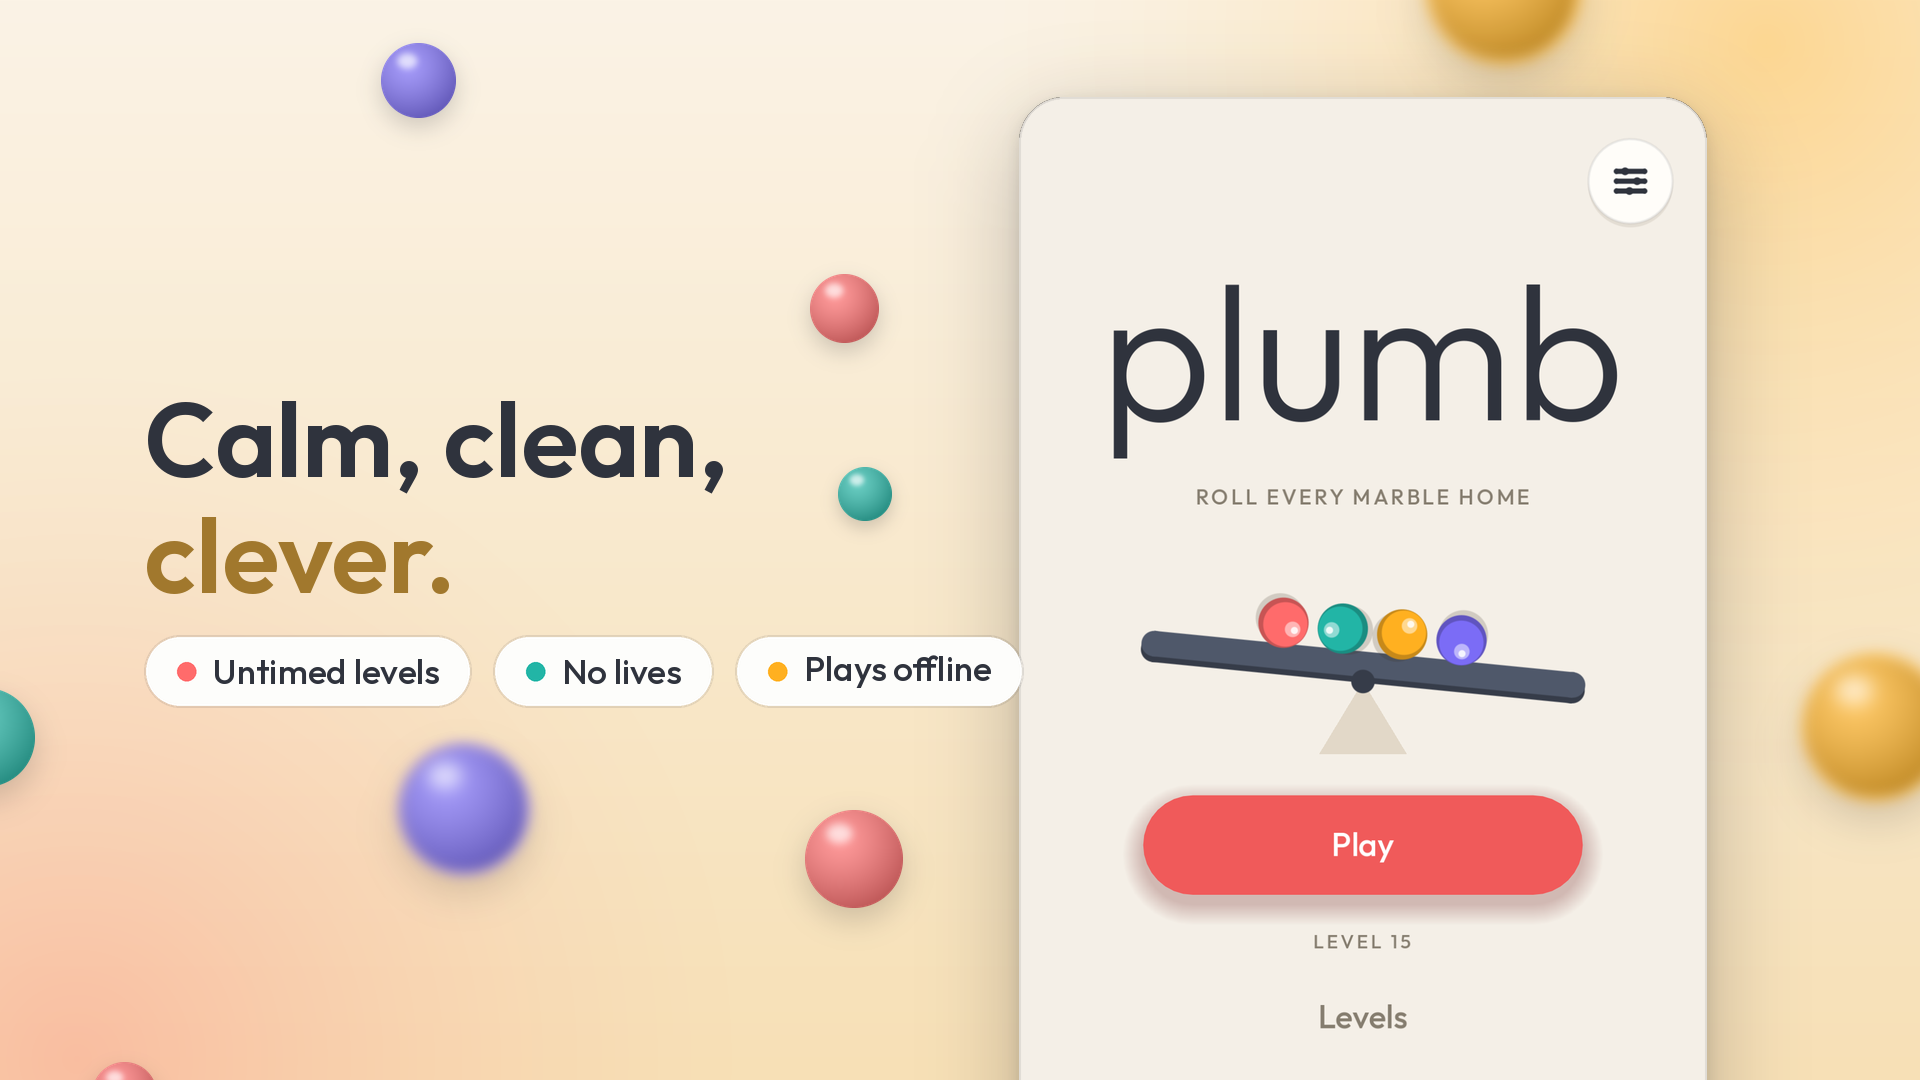 Calm, clean,
clever.
Untimed levels
No lives
Plays offline
plumb
ROLL EVERY MARBLE HOME
Play
LEVEL 15
Levels